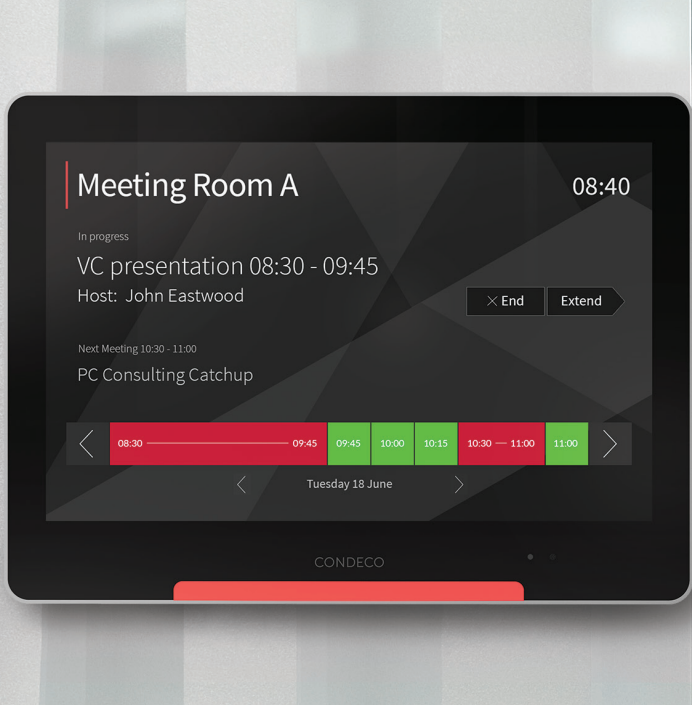 Meeting Room A
08:40
In progress
VC presentation 08:30 - 09:45
Host: John Eastwood
End
Extend
Next Meeting 10:30 - 11:00
PC Consulting Catchup
08:30 09:45 09:45 10:00 10:15 10:30 — 11:00 11:00
Tuesday 18 June
CONDECO